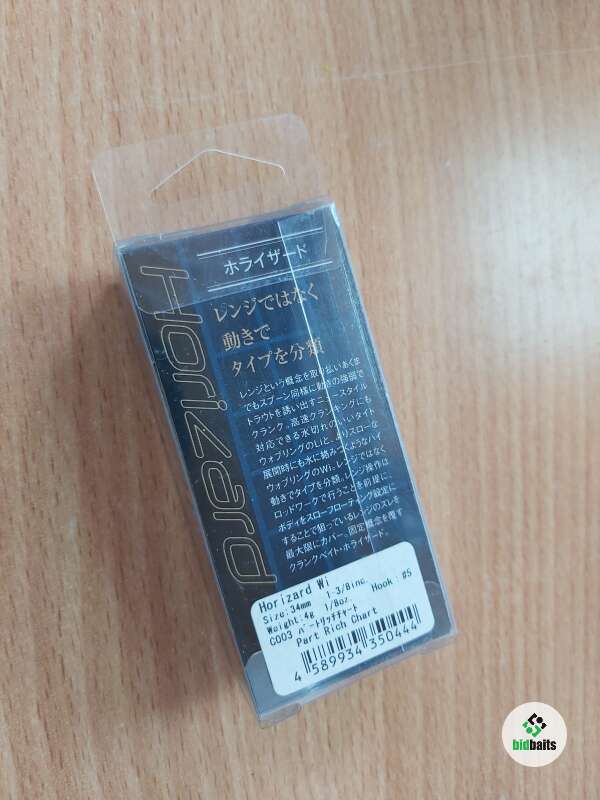 ホライザード
Horizard
レンジではなく
動きで
タイプを分類
レンジという概念を取り払いあくま
でもスプーン同様に動きの強弱で
トラウトを誘い出すニュースタイル
クランク。高速クランキングにも
対応できる水切れのいいタイト
ウォブリングのLiと、よりスローな
展開時にも水に絡みつくようなハイ
ウォブリングのWi。レンジではなく
動きでタイプを分類。レンジ操作は
ロッドワークで行うことを前提に、
ボディをスローフローティング設定に
することで狙っているレンジのズレを
最大限にカバー。固定概念を覆す
クランクベイト・ホライザード。
Horizard Wi
Size:34mm 1-3/8inc.
Weight:4g 1/8oz. Hook:#5
C003 パートリッチチャート
Part Rich Chart
4 589934 350444
bidbaits